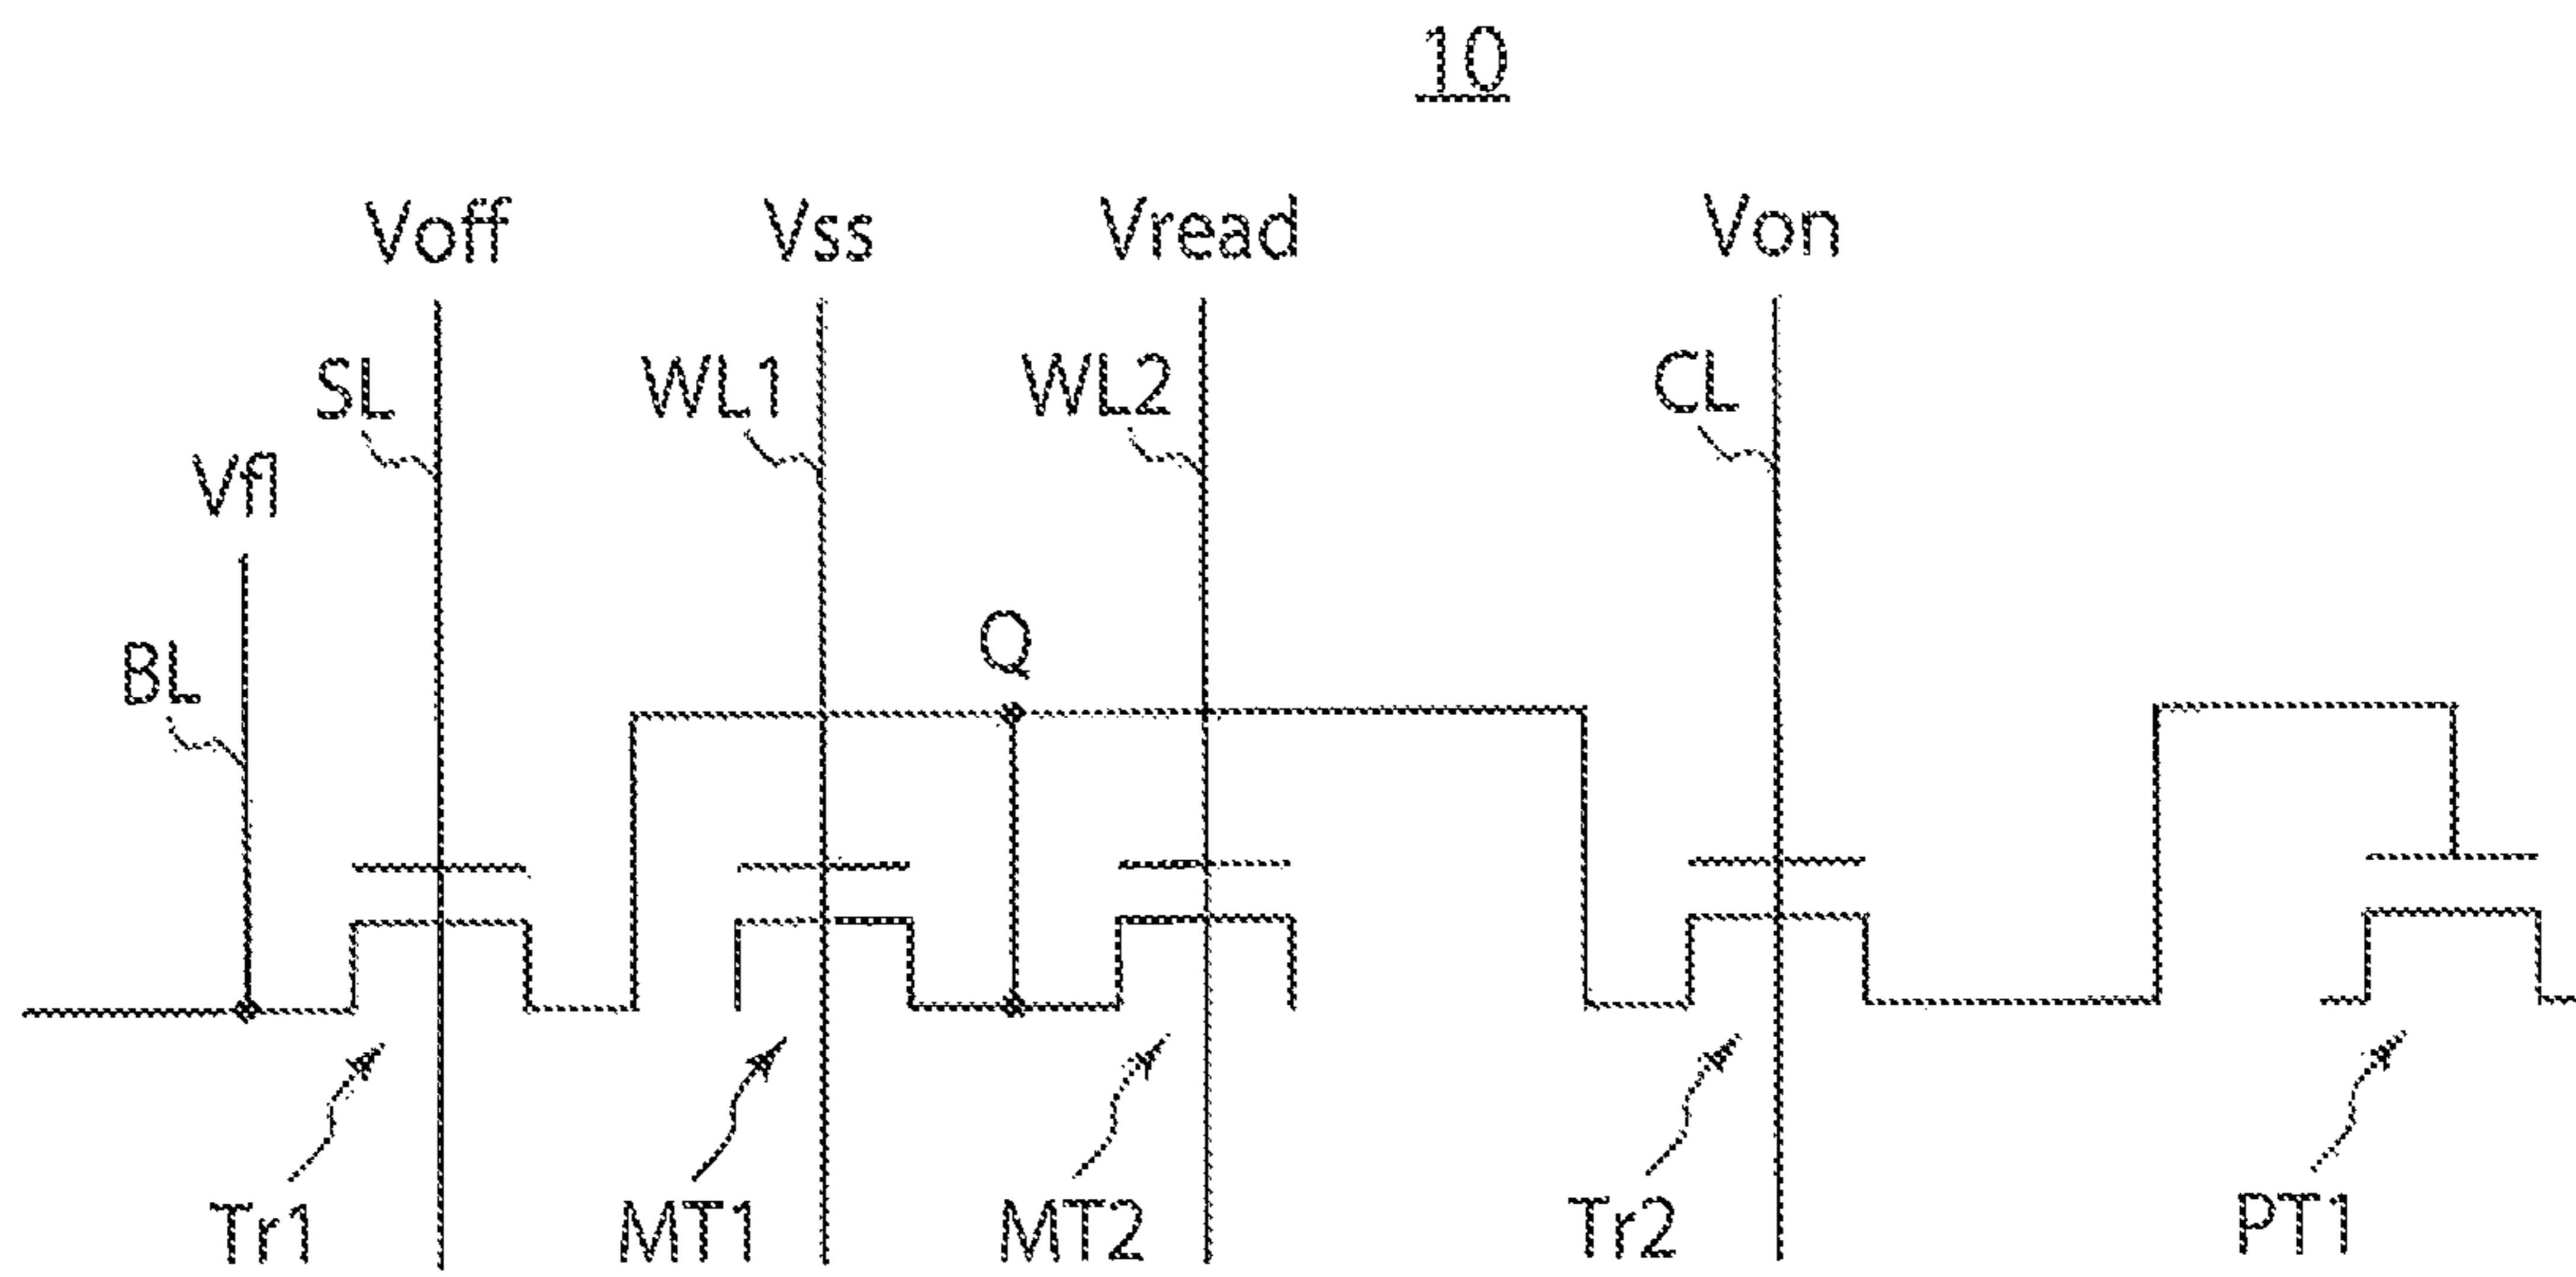 10
Voff Vss Vread Von
SL WL1 WL2 CL
Vfl
Q
BL
Tr1 MT1 MT2 Tr2 PT1